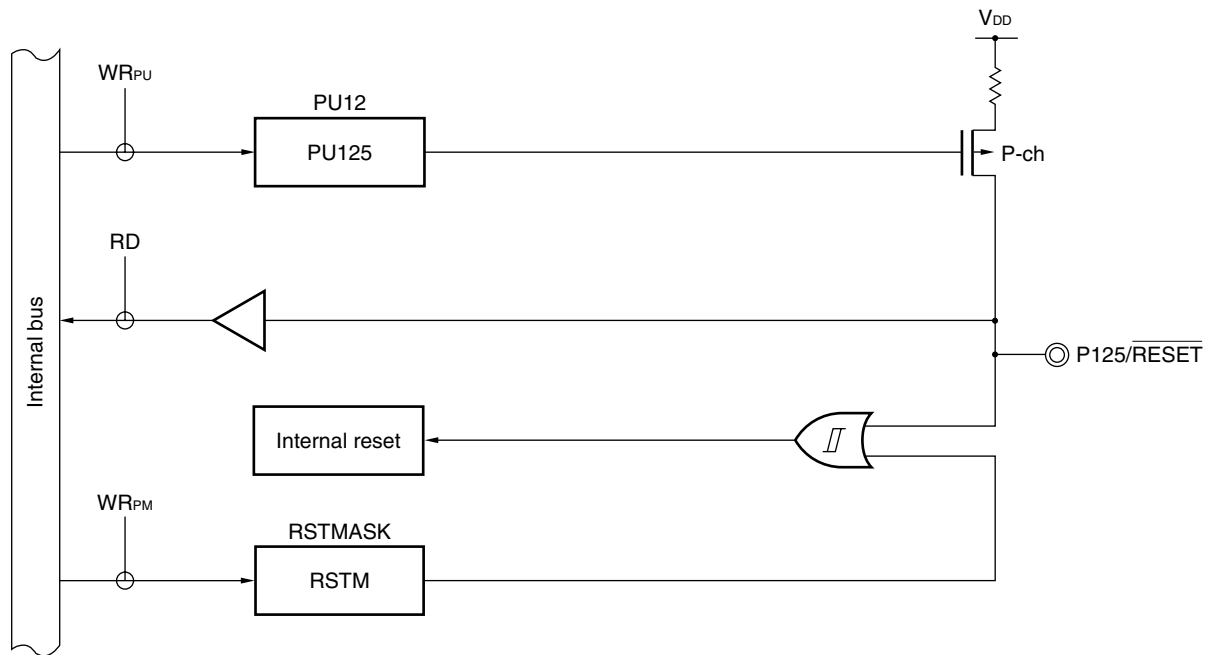 VDD
WRPU
PU12
PU125
P-ch
RD
Internal bus
P125/RESET
Internal reset
WRPM
RSTMASK
RSTM